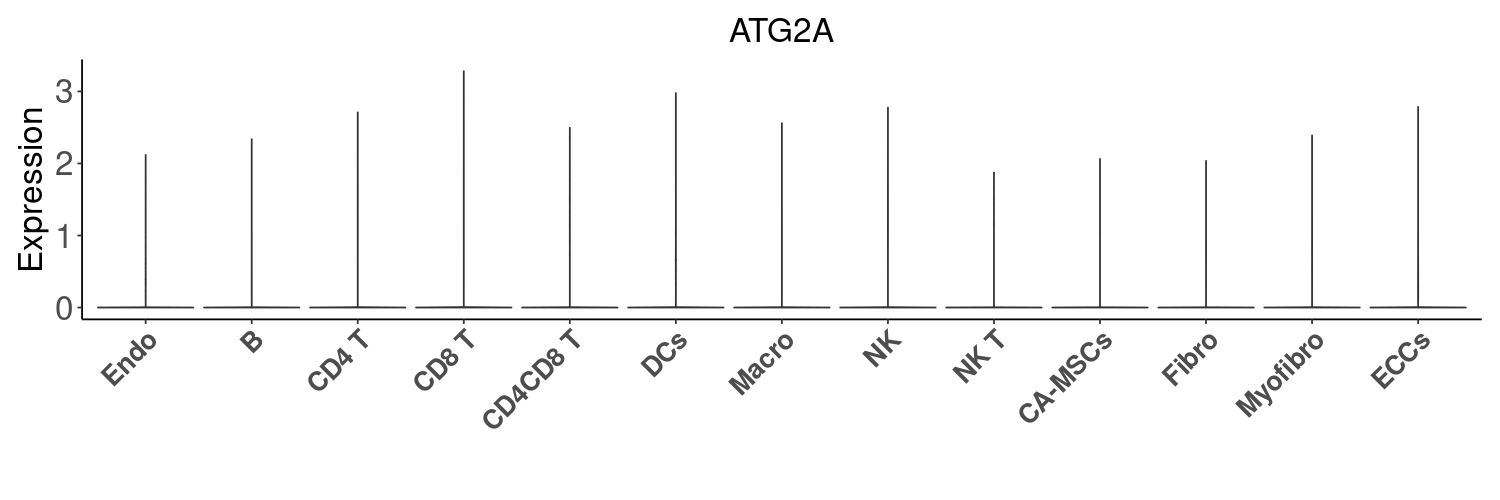 ATG2A
Expression
3
2
1
0
Endo
B
CD4 T
CD8 T
CD4CD8 T
DCs
Macro
NK
NK T
CA-MSCs
Fibro
Myofibro
ECCs